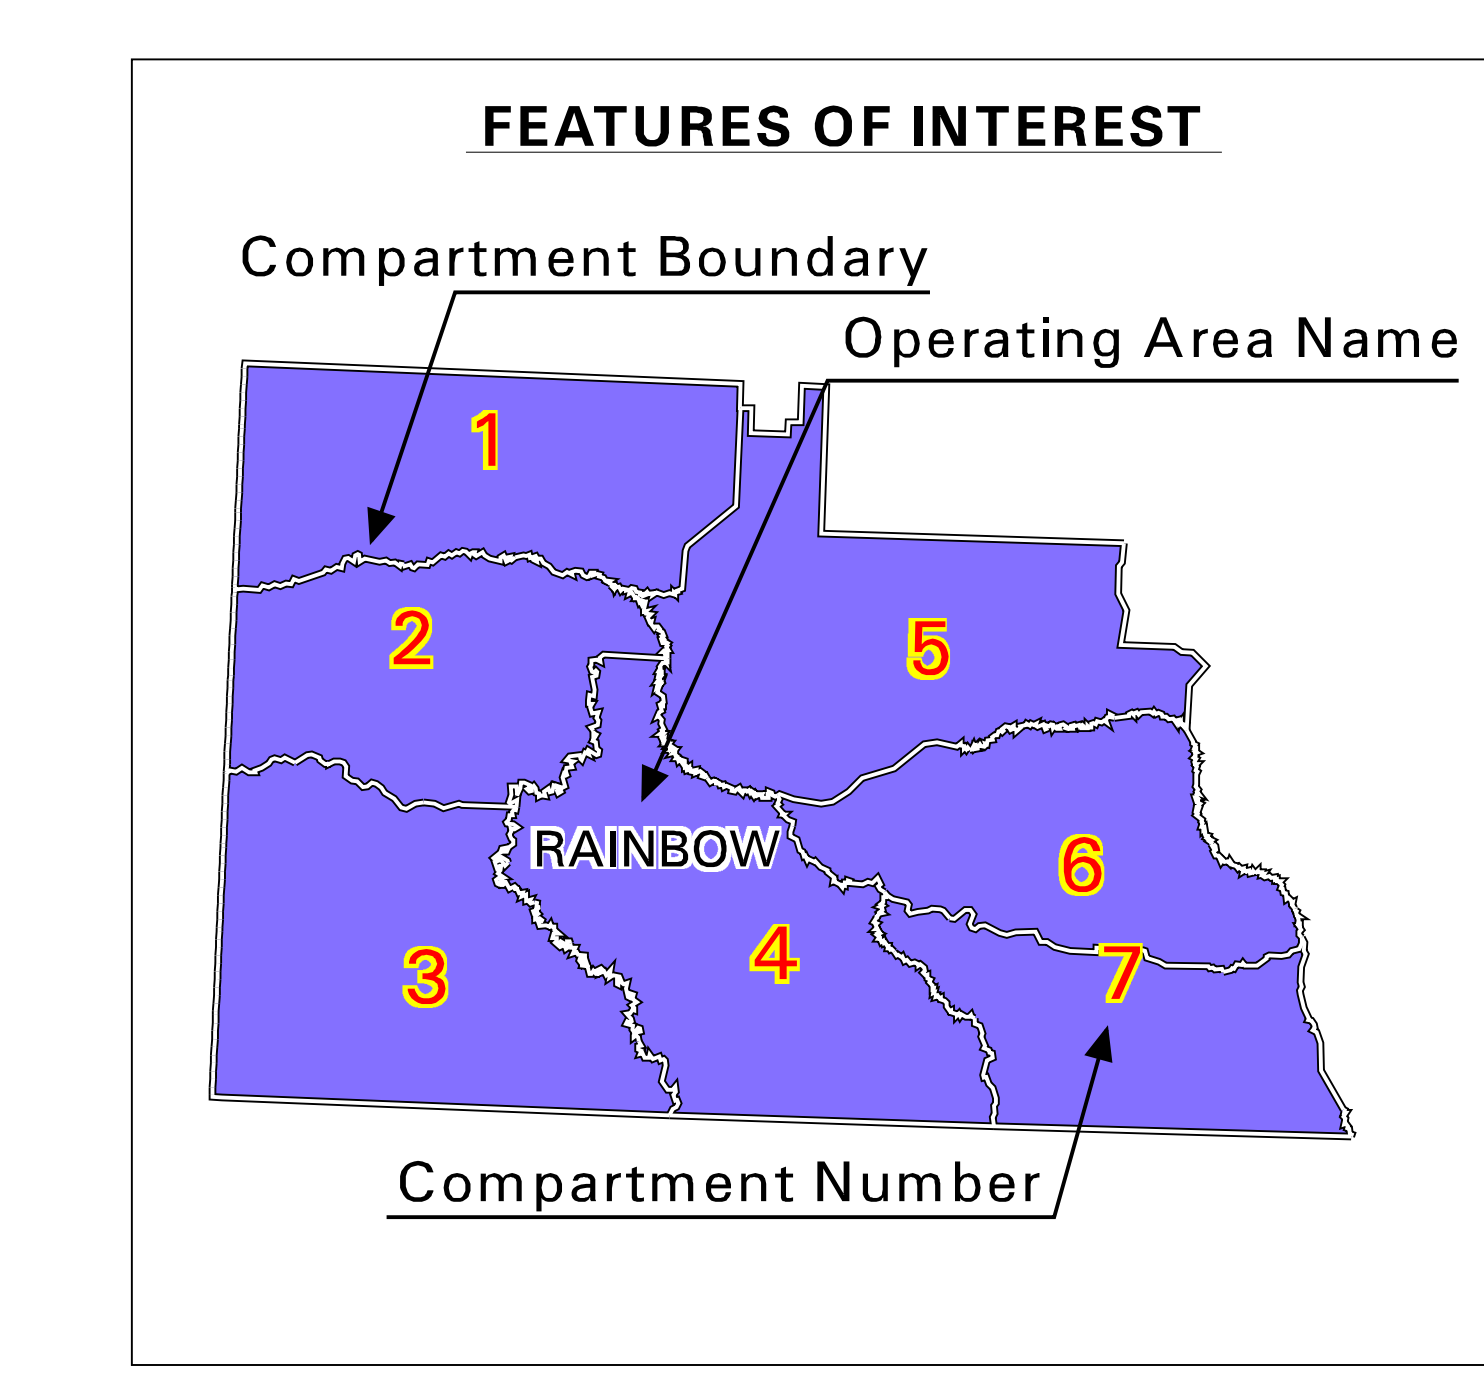 FEATURES OF INTEREST
Compartment Boundary
Operating Area Name
1
2
5
RAINBOW
6
4
3
7
Compartment Number